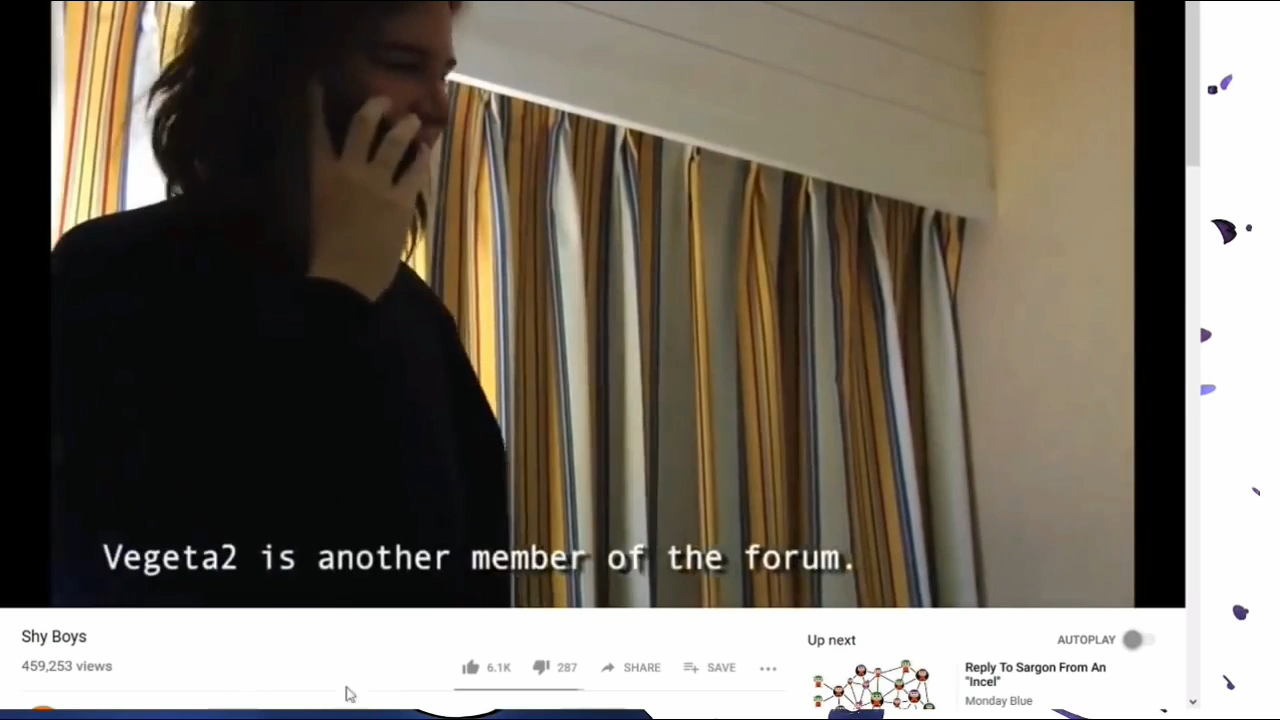 Vegeta2 is another member of the forum.
Shy Boys
459,253 views
6.1K
287
SHARE
SAVE
Up next
AUTOPLAY
Reply To Sargon From An
"Incel"
Monday Blue